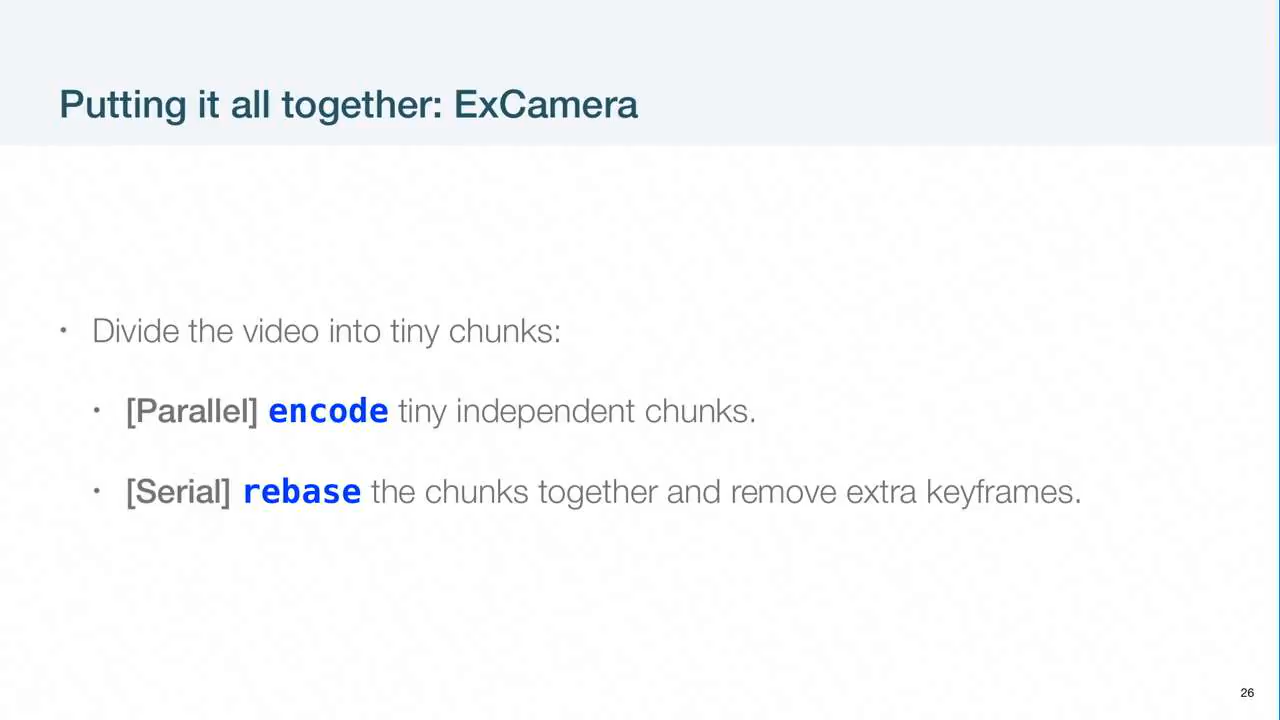 Putting it all together: ExCamera
• Divide the video into tiny chunks:
• [Parallel] encode tiny independent chunks.
• [Serial] rebase the chunks together and remove extra keyframes.
26